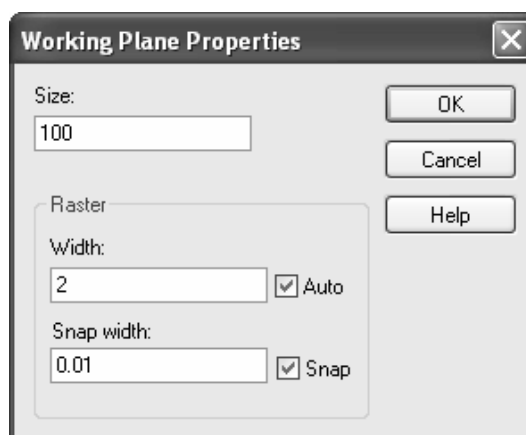 Working Plane Properties
Size:
100
OK
Cancel
Help
Raster
Width:
2
Auto
Snap width:
0.01
Snap